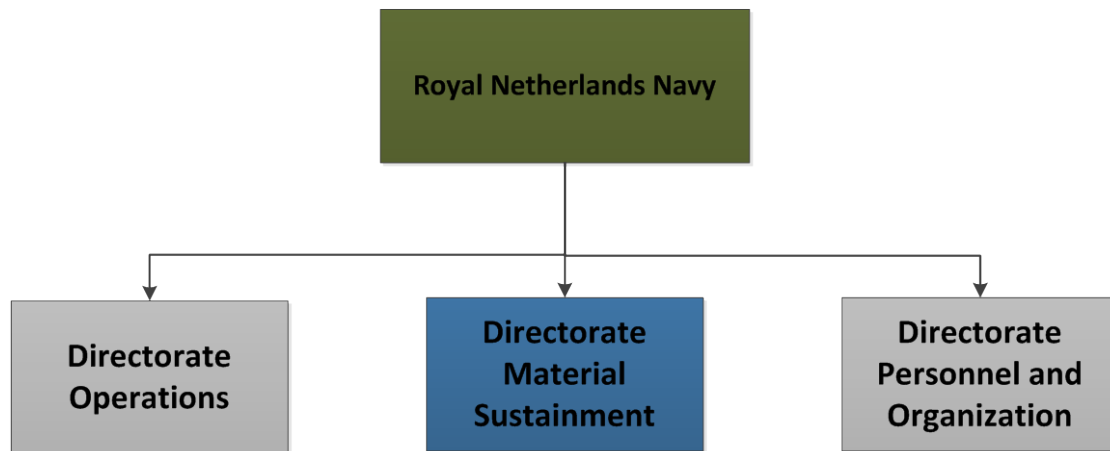 Royal Netherlands Navy
Directorate
Operations
Directorate
Material
Sustainment
Directorate
Personnel and
Organization